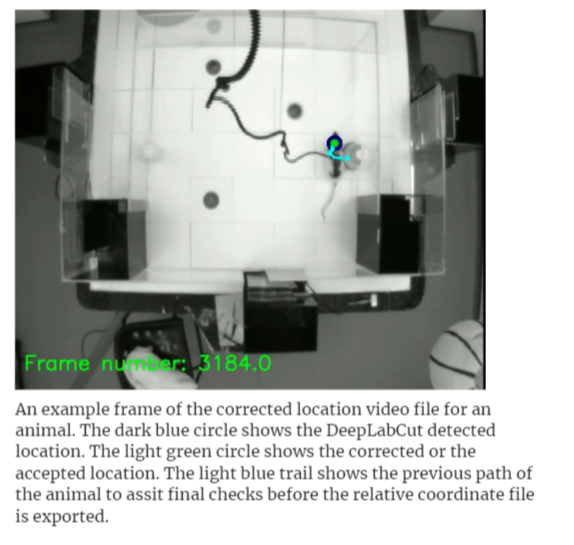 Frame number: 3184.0
An example frame of the corrected location video file for an
animal. The dark blue circle shows the DeepLabCut detected
location. The light green circle shows the corrected or the
accepted location. The light blue trail shows the previous path of
the animal to assit final checks before the relative coordinate file
is exported.